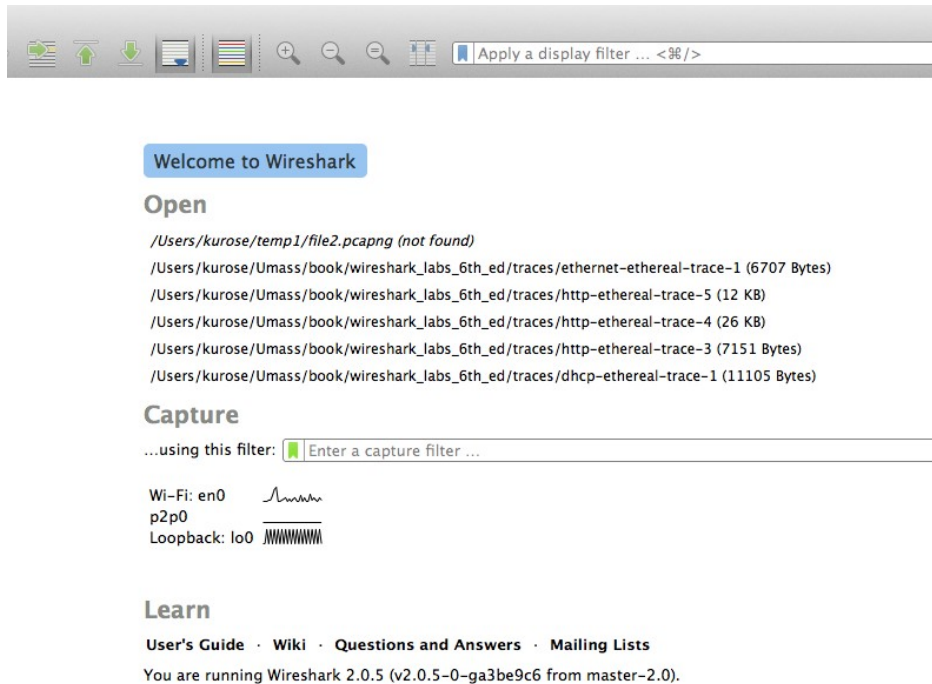 Apply a display filter ... <⌘/>
Welcome to Wireshark
Open
/Users/kurose/temp1/file2.pcapng (not found)
/Users/kurose/Umass/book/wireshark_labs_6th_ed/traces/ethernet-ethereal-trace-1 (6707 Bytes)
/Users/kurose/Umass/book/wireshark_labs_6th_ed/traces/http-ethereal-trace-5 (12 KB)
/Users/kurose/Umass/book/wireshark_labs_6th_ed/traces/http-ethereal-trace-4 (26 KB)
/Users/kurose/Umass/book/wireshark_labs_6th_ed/traces/http-ethereal-trace-3 (7151 Bytes)
/Users/kurose/Umass/book/wireshark_labs_6th_ed/traces/dhcp-ethereal-trace-1 (11105 Bytes)
Capture
...using this filter: Enter a capture filter ...
Wi-Fi: en0
p2p0
Loopback: lo0
Learn
User's Guide · Wiki · Questions and Answers · Mailing Lists
You are running Wireshark 2.0.5 (v2.0.5-0-ga3be9c6 from master-2.0).